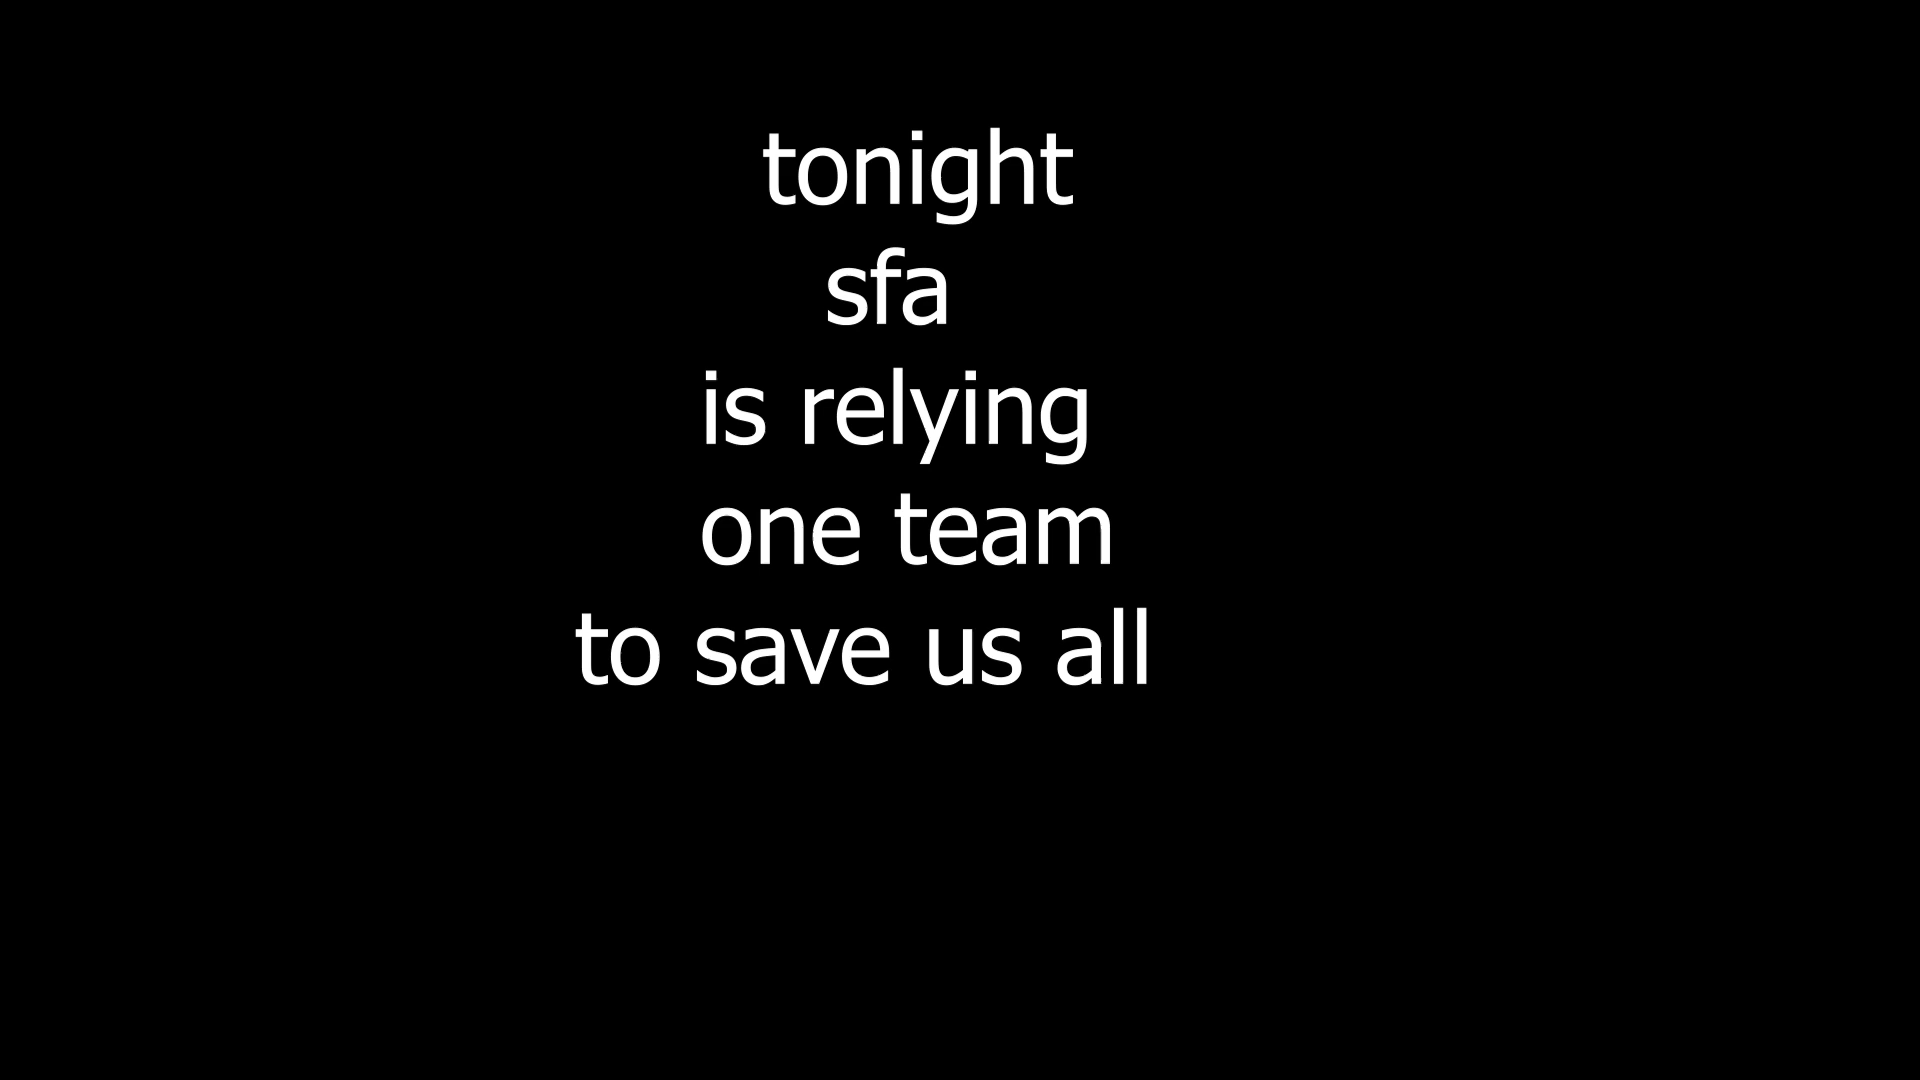 tonight
sfa
is relying
one team
to save us all